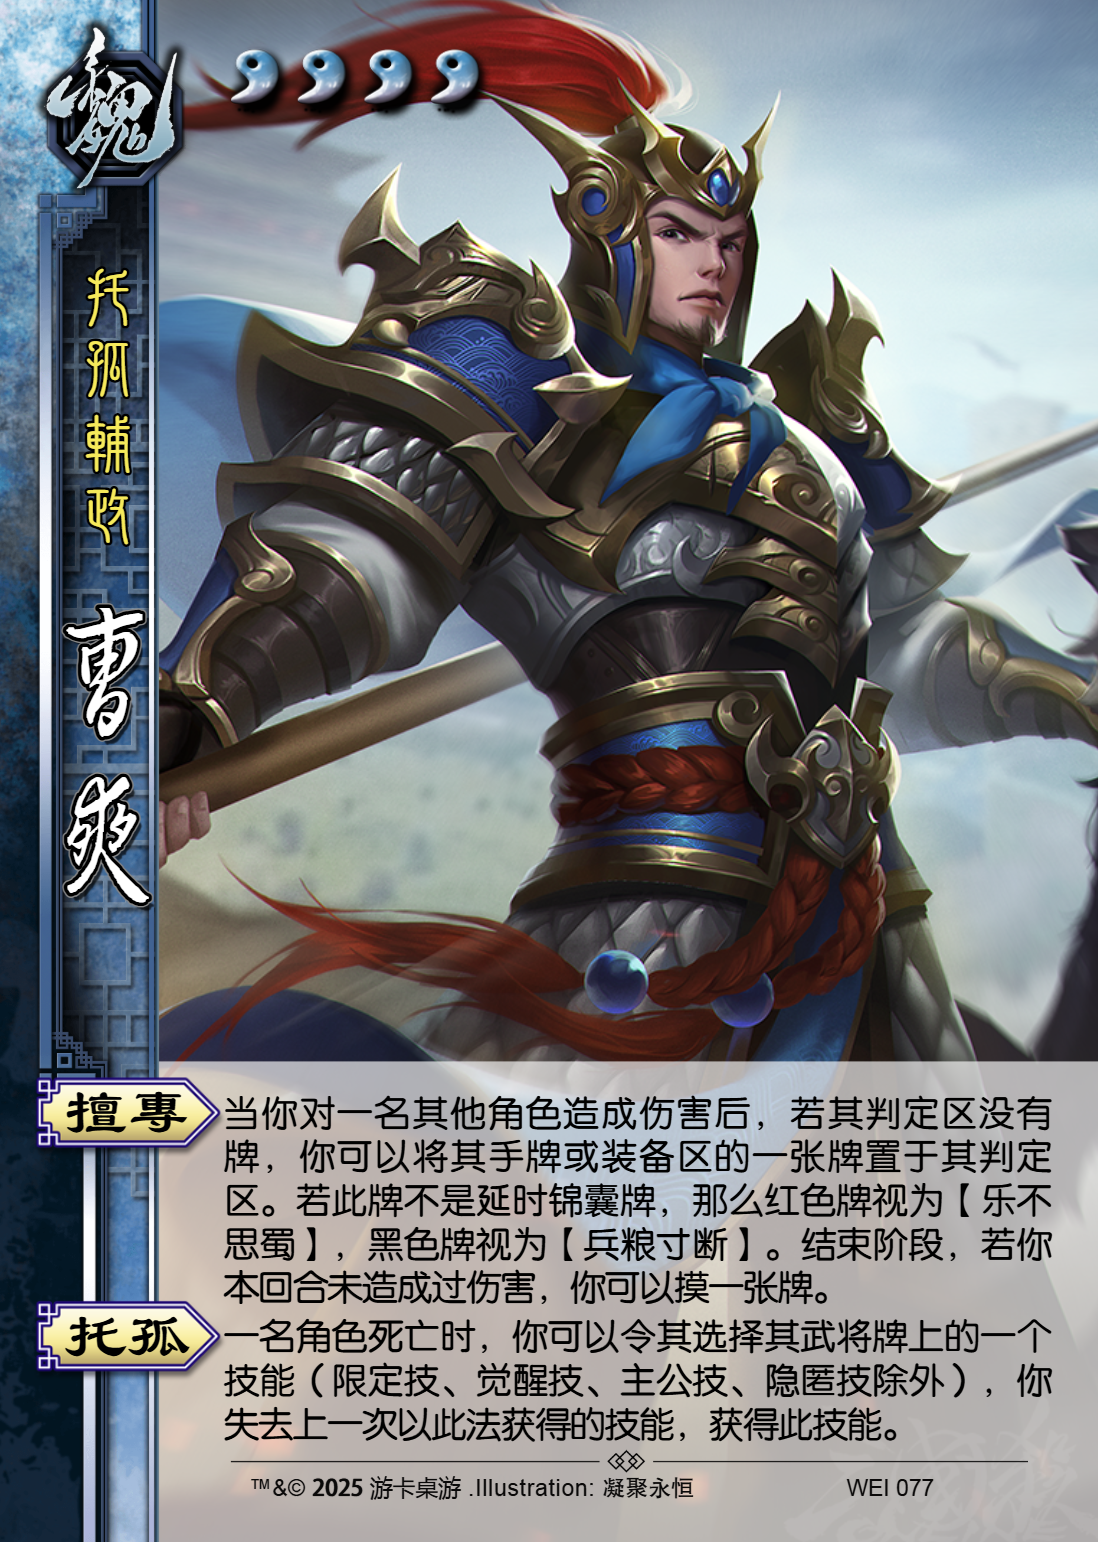 魏
托孤輔政
曹爽
擅專
当你对一名其他角色造成伤害后，若其判定区没有
牌，你可以将其手牌或装备区的一张牌置于其判定
区。若此牌不是延时锦囊牌，那么红色牌视为【乐不
思蜀】，黑色牌视为【兵粮寸断】。结束阶段，若你
本回合未造成过伤害，你可以摸一张牌。
托孤
一名角色死亡时，你可以令其选择其武将牌上的一个
技能（限定技、觉醒技、主公技、隐匿技除外），你
失去上一次以此法获得的技能，获得此技能。
™&© 2025 游卡桌游 .Illustration: 凝聚永恒
WEI 077